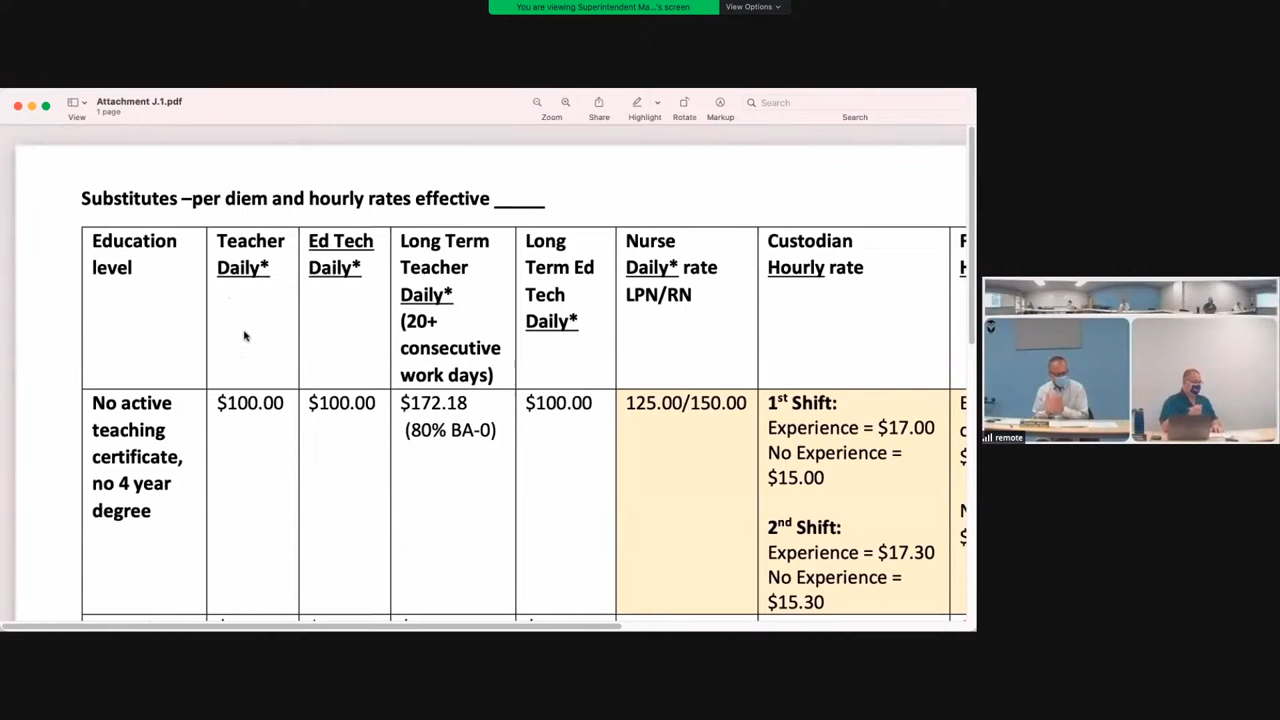 You are viewing Superintendent Ma...'s screen
View Options
Attachment J.1.pdf
1 page
View
Zoom
Share
Highlight
Rotate
Markup
Search
Search
Substitutes –per diem and hourly rates effective _____
Education
level
Teacher
Daily*
Ed Tech
Daily*
Long Term
Teacher
Daily*
(20+
consecutive
work days)
Long
Term Ed
Tech
Daily*
Nurse
Daily* rate
LPN/RN
Custodian
Hourly rate
No active
teaching
certificate,
no 4 year
degree
$100.00
$100.00
$172.18
(80% BA-0)
$100.00
125.00/150.00
1st Shift:
Experience = $17.00
No Experience =
$15.00
2nd Shift:
Experience = $17.30
No Experience =
$15.30
remote